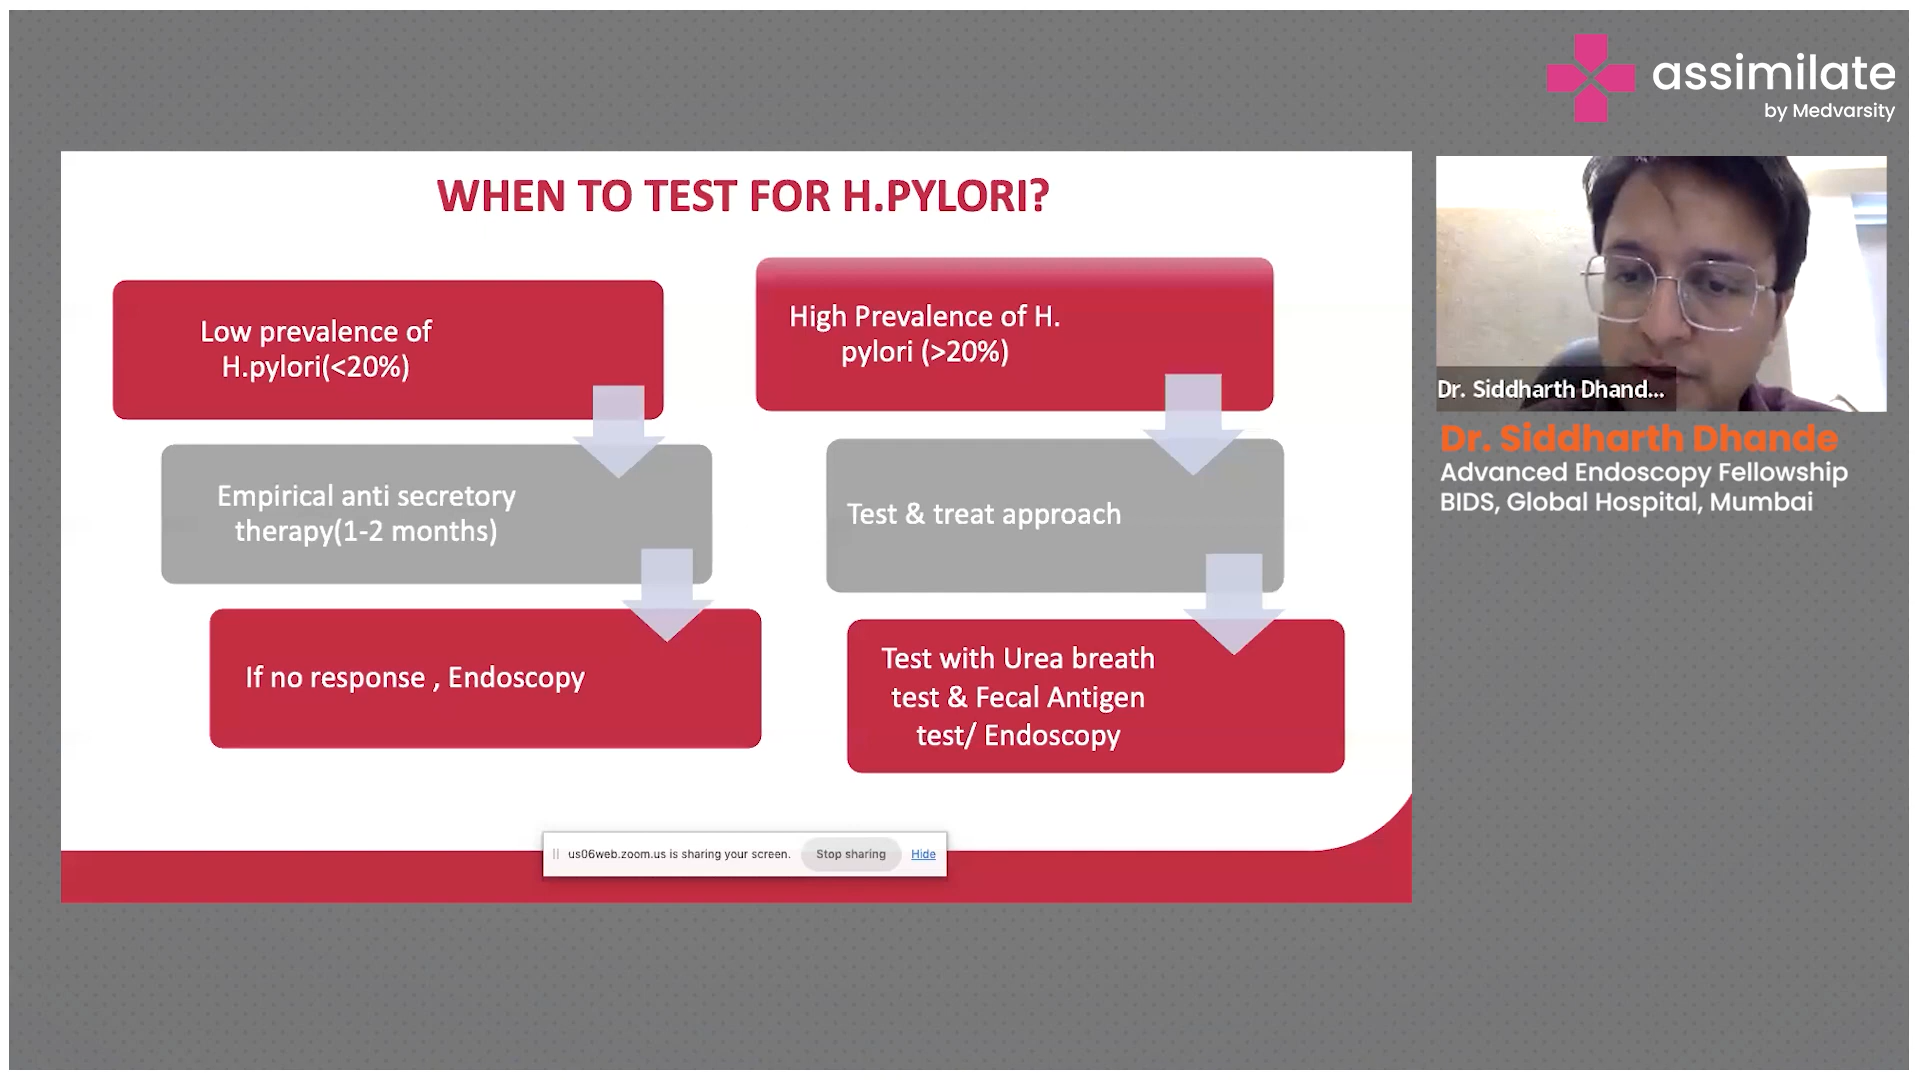 assimilate
by Medvarsity
WHEN TO TEST FOR H.PYLORI?
Low prevalence of
H.pylori(<20%)
Empirical anti secretory
therapy(1-2 months)
If no response , Endoscopy
High Prevalence of H.
pylori (>20%)
Test & treat approach
Test with Urea breath
test & Fecal Antigen
test/ Endoscopy
us06web.zoom.us is sharing your screen.
Stop sharing
Hide
Dr. Siddharth Dhand...
Dr. Siddharth Dhande
Advanced Endoscopy Fellowship
BIDS, Global Hospital, Mumbai